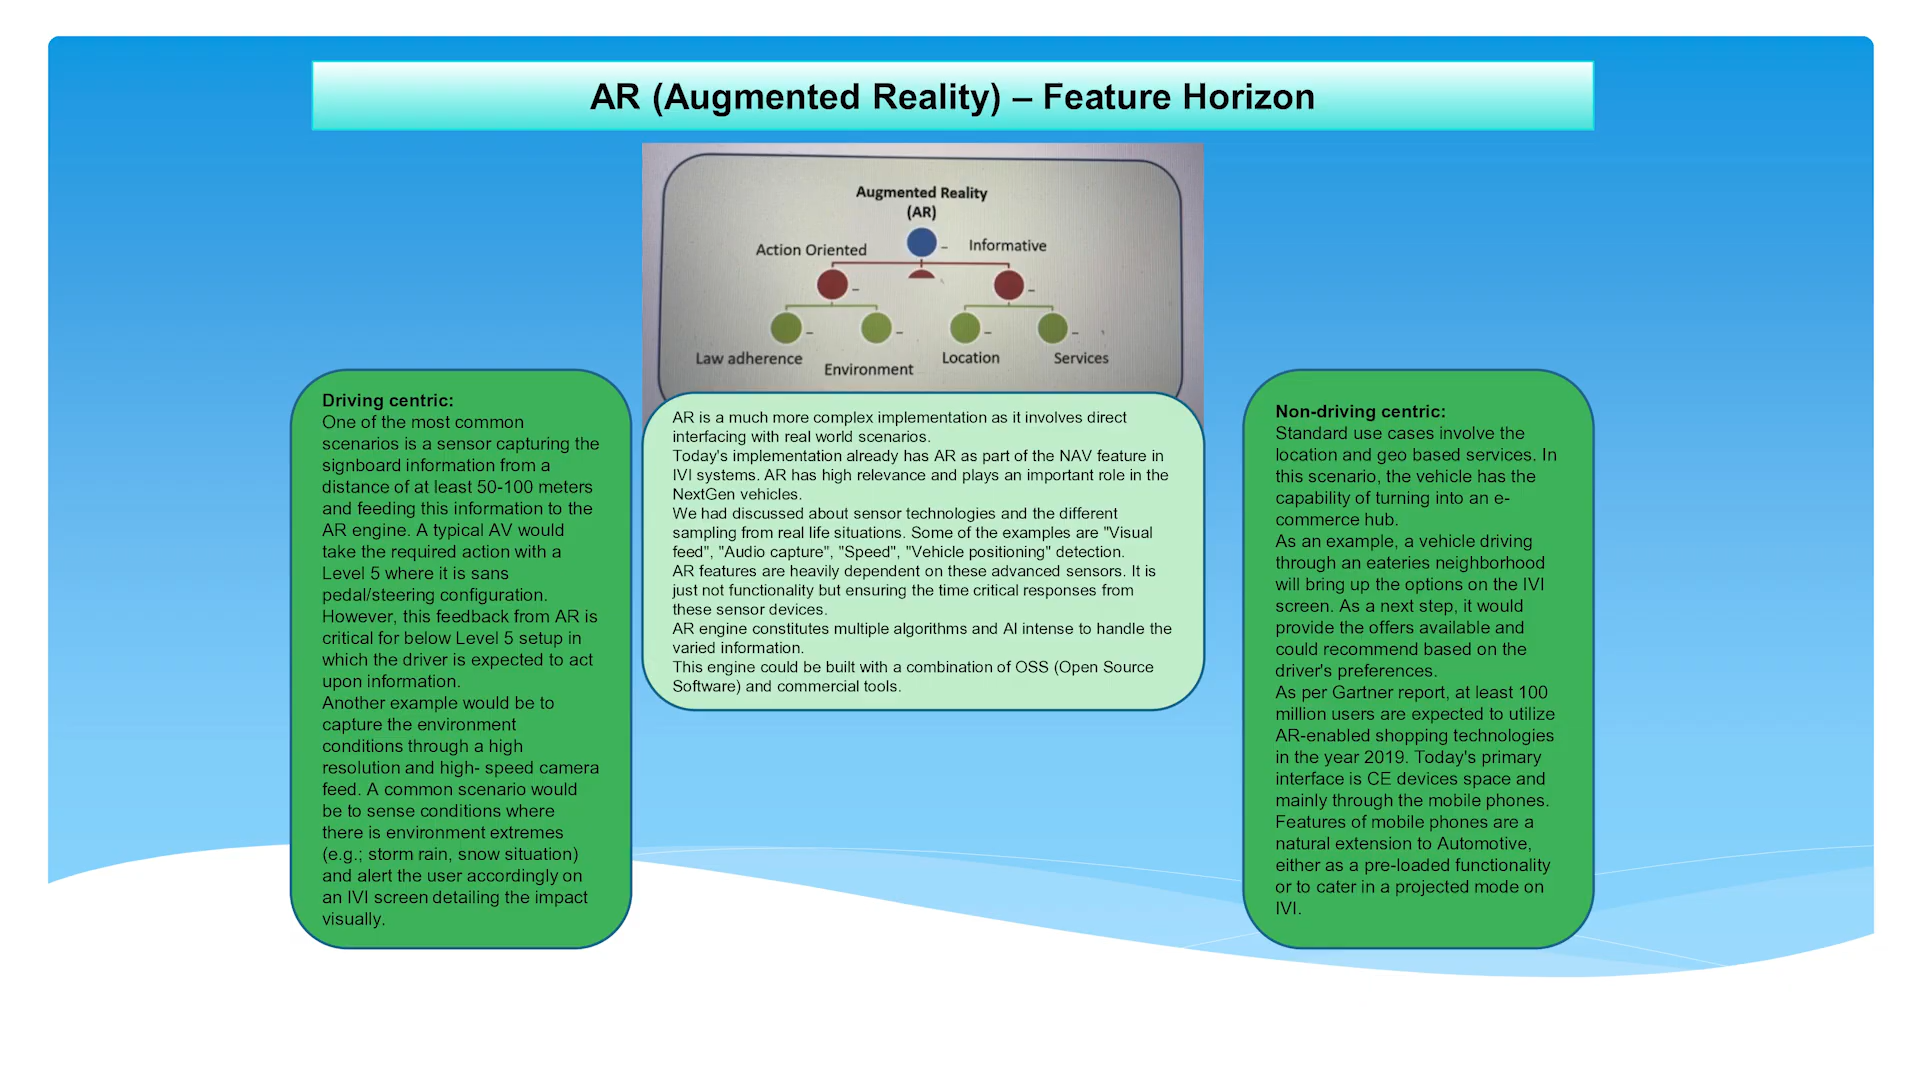 AR (Augmented Reality) – Feature Horizon
Augmented Reality
(AR)
Action Oriented
Informative
Law adherence
Environment
Location
Services
Driving centric:
One of the most common
scenarios is a sensor capturing the
signboard information from a
distance of at least 50-100 meters
and feeding this information to the
AR engine. A typical AV would
take the required action with a
Level 5 where it is sans
pedal/steering configuration.
However, this feedback from AR is
critical for below Level 5 setup in
which the driver is expected to act
upon information.
Another example would be to
capture the environment
conditions through a high
resolution and high- speed camera
feed. A common scenario would
be to sense conditions where
there is environment extremes
(e.g.; storm rain, snow situation)
and alert the user accordingly on
an IVI screen detailing the impact
visually.
AR is a much more complex implementation as it involves direct
interfacing with real world scenarios.
Today's implementation already has AR as part of the NAV feature in
IVI systems. AR has high relevance and plays an important role in the
NextGen vehicles.
We had discussed about sensor technologies and the different
sampling from real life situations. Some of the examples are "Visual
feed", "Audio capture", "Speed", "Vehicle positioning" detection.
AR features are heavily dependent on these advanced sensors. It is
just not functionality but ensuring the time critical responses from
these sensor devices.
AR engine constitutes multiple algorithms and AI intense to handle the
varied information.
This engine could be built with a combination of OSS (Open Source
Software) and commercial tools.
Non-driving centric:
Standard use cases involve the
location and geo based services. In
this scenario, the vehicle has the
capability of turning into an e-
commerce hub.
As an example, a vehicle driving
through an eateries neighborhood
will bring up the options on the IVI
screen. As a next step, it would
provide the offers available and
could recommend based on the
driver's preferences.
As per Gartner report, at least 100
million users are expected to utilize
AR-enabled shopping technologies
in the year 2019. Today's primary
interface is CE devices space and
mainly through the mobile phones.
Features of mobile phones are a
natural extension to Automotive,
either as a pre-loaded functionality
or to cater in a projected mode on
IVI.